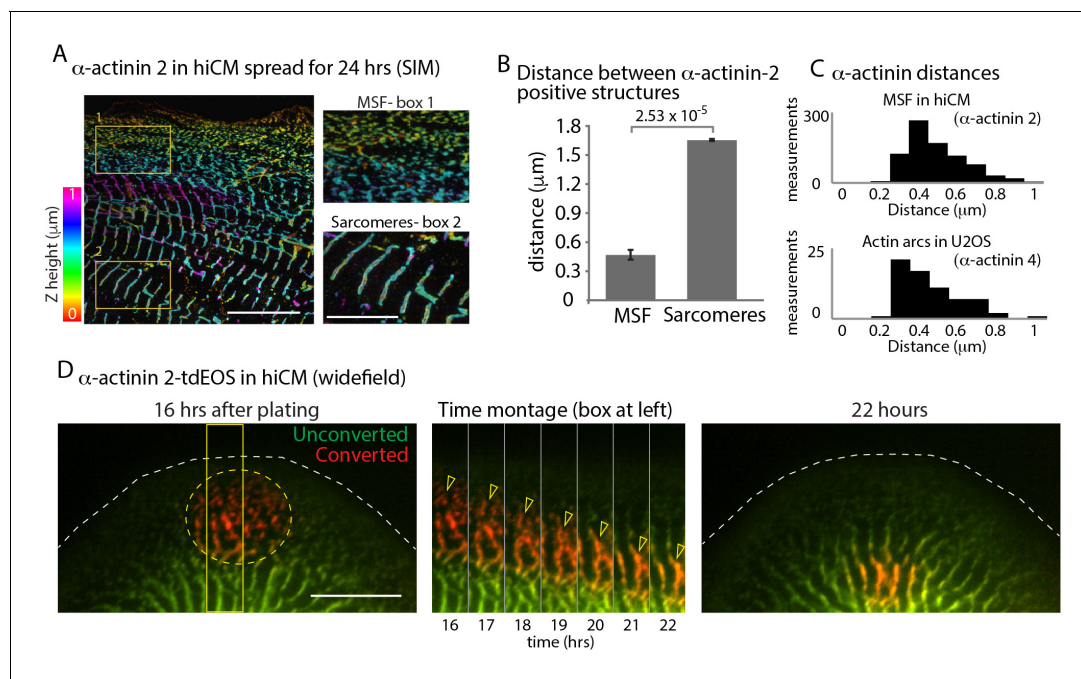 A α-actinin 2 in hiCM spread for 24 hrs (SIM)
1
2
Z height (μm)
1
0
MSF- box 1
Sarcomeres- box 2
B Distance between α-actinin-2
positive structures
2.53 x 10⁻⁵
distance (μm)
1.8
1.5
1.2
0.6
0.3
0
MSF Sarcomeres
C α-actinin distances
MSF in hiCM
(α-actinin 2)
measurements
300
0
0 0.2 0.4 0.6 0.8 1
Distance (μm)
Actin arcs in U2OS
(α-actinin 4)
measurements
25
0
0 0.2 0.4 0.6 0.8 1
Distance (μm)
D α-actinin 2-tdEOS in hiCM (widefield)
16 hrs after plating
Unconverted
Converted
Time montage (box at left)
16 17 18 19 20 21 22
time (hrs)
22 hours